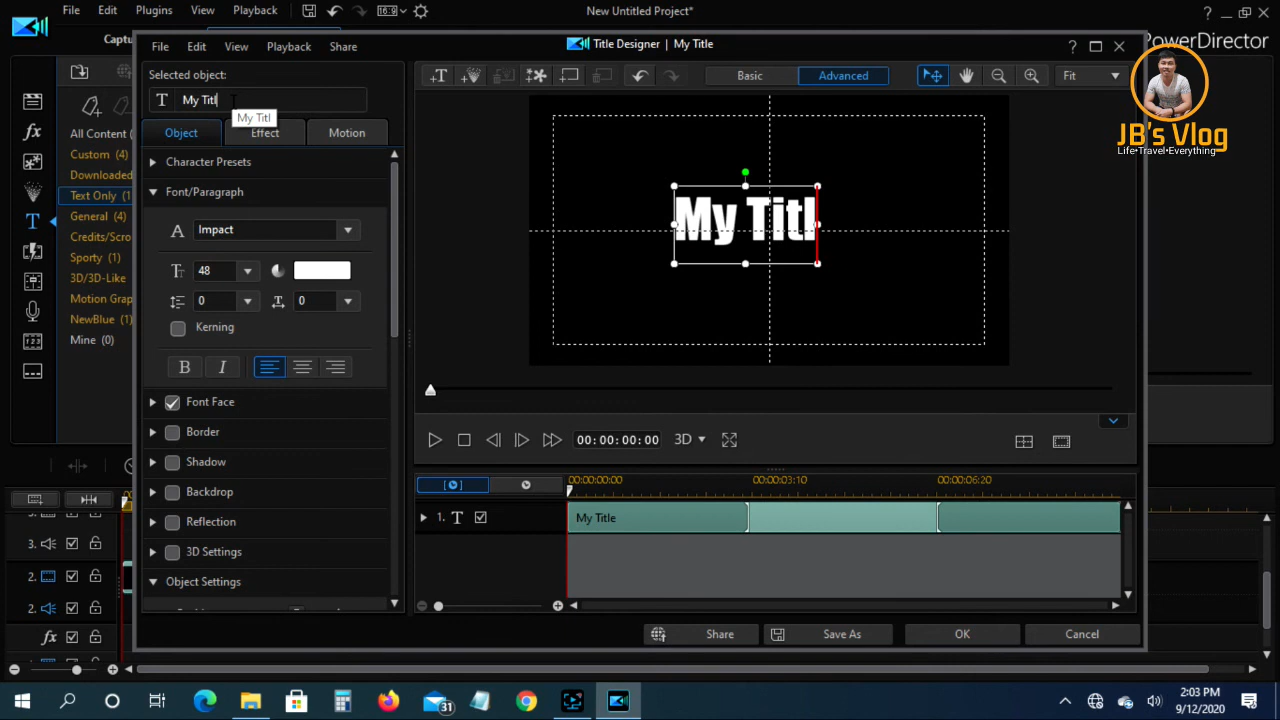 File Edit Plugins View Playback
16:9
New Untitled Project*
PowerDirector
Captu
File Edit View Playback Share
Title Designer | My Title
Selected object:
My Titl
My Titl
Object Effect Motion
Basic Advanced
Fit
JB's Vlog
Life•Travel•Everything
All Content
Custom (4)
Downloaded
Text Only (1
General (4)
Credits/Scro
Sporty (1)
3D/3D-Like
Motion Grap
NewBlue (1)
Mine (0)
Character Presets
Font/Paragraph
Impact
48
0 0
Kerning
B I
Font Face
Border
Shadow
Backdrop
Reflection
3D Settings
Object Settings
My Titl
00:00:00:00 3D
00:00:00:00 00:00:03:10 00:00:06:20
1. T My Title
3.
2.
2.
fx
Share Save As OK Cancel
31
2:03 PM
9/12/2020